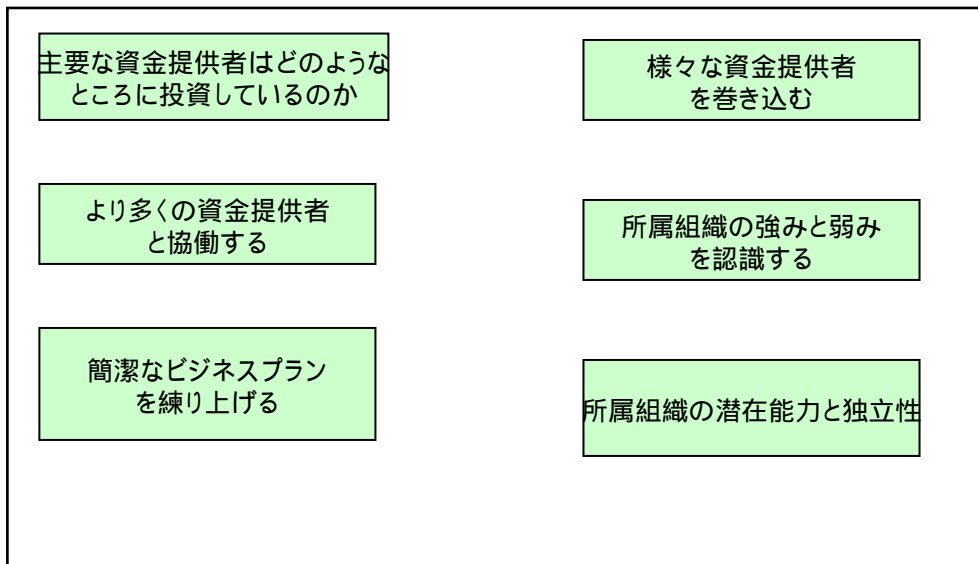 主要な資金提供者はどのような
ところに投資しているのか
様々な資金提供者
を巻き込む
より多くの資金提供者
と協働する
所属組織の強みと弱み
を認識する
簡潔なビジネスプラン
を練り上げる
所属組織の潜在能力と独立性